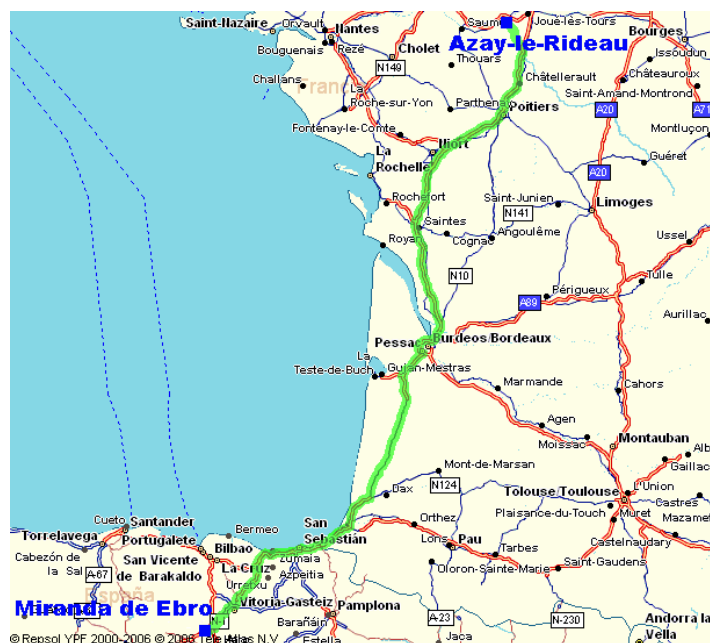 Saint-Nazaire
Orvault
Nantes
Saumur
Joué-lès-Tours
Bourges
Azay-le-Rideau
Bouguenais
Rezé
Cholet
Issoudun
Thouars
N149
Challans
Châtellerault
Châteauroux
France
La
Roche-sur-Yon
Parthenay
Saint-Amand-Montrond
Poitiers
A20
A71
Fontenay-le-Comte
Montluçon
Niort
La
Rochelle
Guéret
A20
Rochefort
Saint-Junien
N141
Limoges
Saintes
Royan
Cognac
Angoulême
Ussel
N10
Tulle
Périgueux
A89
Aurillac
Burdeos/Bordeaux
Pessac
La
Teste-de-Buch
Gujan-Mestras
Marmande
Cahors
Agen
Moissac
Montauban
Gaillac
Mont-de-Marsan
N124
Dax
L'Union
Tolouse/Toulouse
Castres
Plaisance-du-Touch
Muret
Mazamet
Cueto
Santander
Bermeo
San
Sebastián
Orthez
Castelnaudary
Torrelavega
Portugalete
Bilbao
Lons
Pau
Zumaia
Tarbes
Cabezón de
la Sal
San Vicente
de Barakaldo
La Cruz
Azpeitia
Oloron-Sainte-Marie
Saint-Gaudens
A-67
Urretxu
España
Miranda de Ebro
Vitoria-Gasteiz
N-1
Pamplona
Barañáin
A-23
N-230
Andorra la
Vella
Estella
Jaca
© Repsol YPF 2000-2006 © 2006 Tele Atlas N.V.